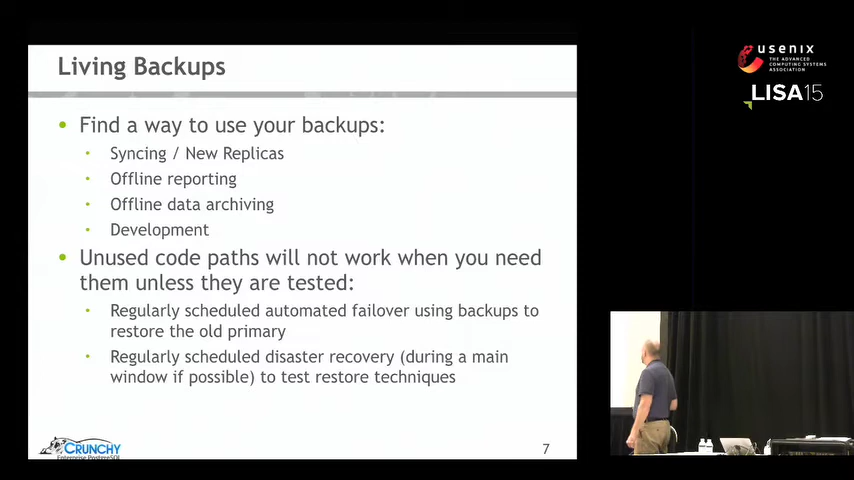 Living Backups
Find a way to use your backups:
Syncing / New Replicas
Offline reporting
Offline data archiving
Development
Unused code paths will not work when you need
them unless they are tested:
Regularly scheduled automated failover using backups to
restore the old primary
Regularly scheduled disaster recovery (during a main
window if possible) to test restore techniques
CRUNCHY
Enterprise PostgreSQL
7
usenix
THE ADVANCED
COMPUTING SYSTEMS
ASSOCIATION
LISA15